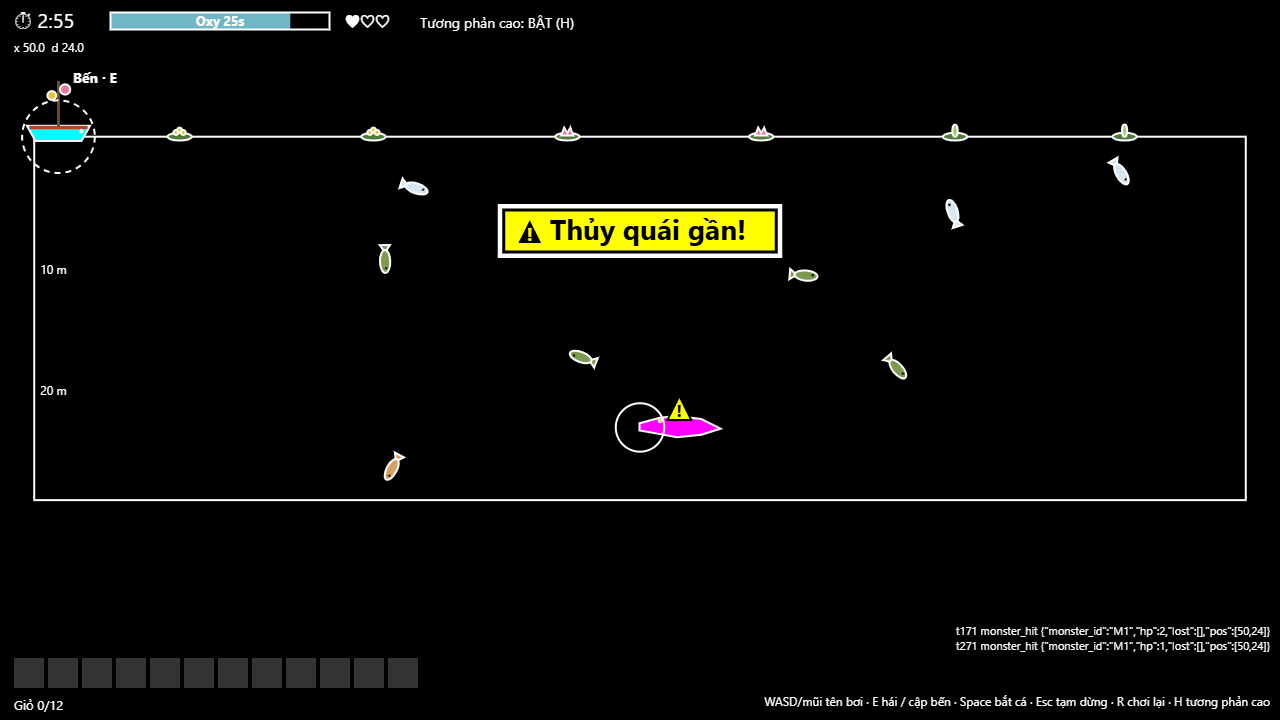 2:55
Oxy 25s
Tương phản cao: BẬT (H)
x 50.0 d 24.0
Bến · E
Thủy quái gần!
10 m
20 m
t171 monster_hit {"monster_id":"M1","hp":2,"lost":[],"pos":[50,24]}
t271 monster_hit {"monster_id":"M1","hp":1,"lost":[],"pos":[50,24]}
Giỏ 0/12
WASD/mũi tên bơi · E hái / cập bến · Space bắt cá · Esc tạm dừng · R chơi lại · H tương phản cao